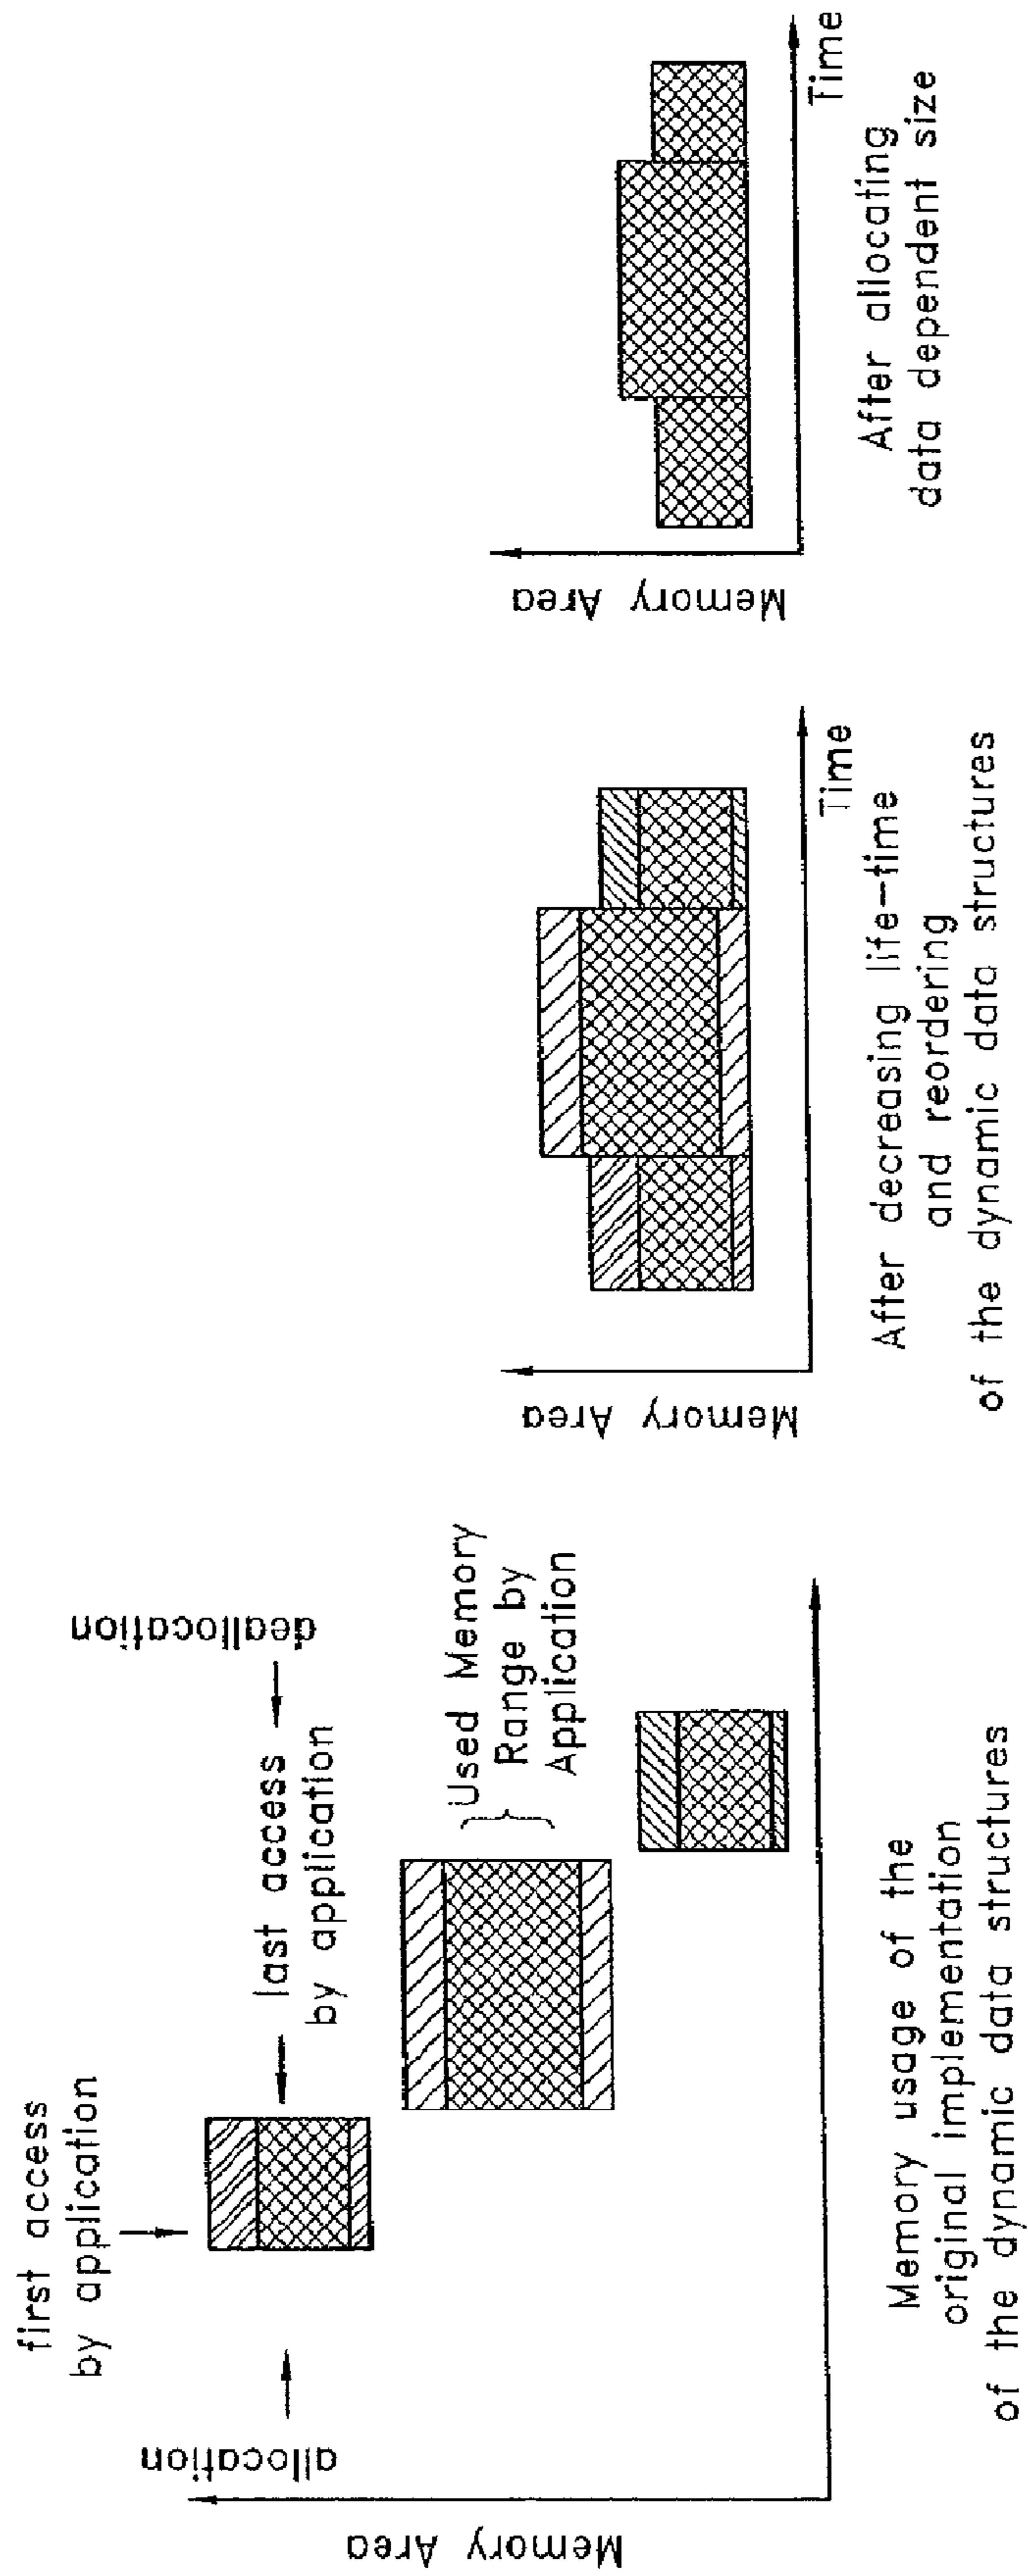 first access
by application
allocation
deallocation
last access
by application
Used Memory
Range by
Application
Memory Area
Memory usage of the
original implementation
of the dynamic data structures
Memory Area
Time
After decreasing life-time
and reordering
of the dynamic data structures
Memory Area
Time
After allocating
data dependent size